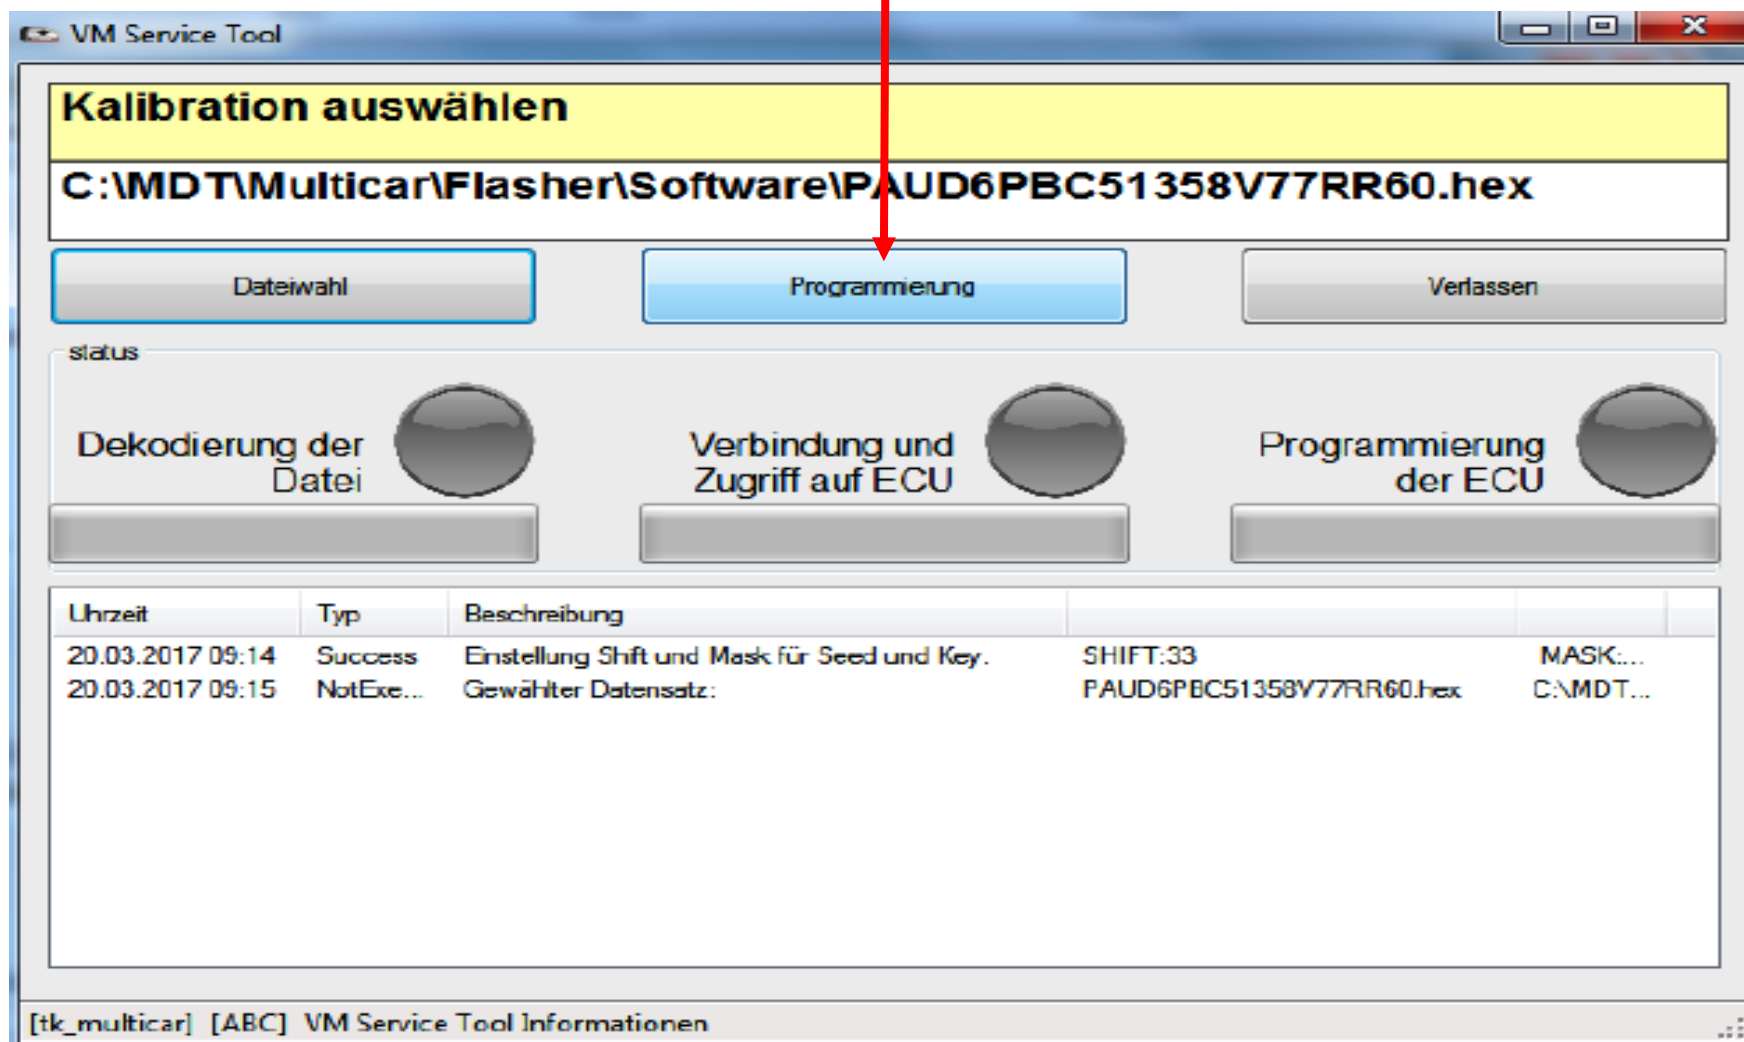 VM Service Tool
Kalibration auswählen
C:\MDT\Multicar\Flasher\Software\PAUD6PBC51358V77RR60.hex
Dateiwahl Programmierung Verlassen
status
Dekodierung der Datei
Verbindung und Zugriff auf ECU
Programmierung der ECU
Uhrzeit Typ Beschreibung
20.03.2017 09:14 Success Einstellung Shift und Mask für Seed und Key. SHIFT:33 MASK:...
20.03.2017 09:15 NotExe... Gewählter Datensatz: PAUD6PBC51358V77RR60.hex C:\MDT...
[tk_multicar] [ABC] VM Service Tool Informationen